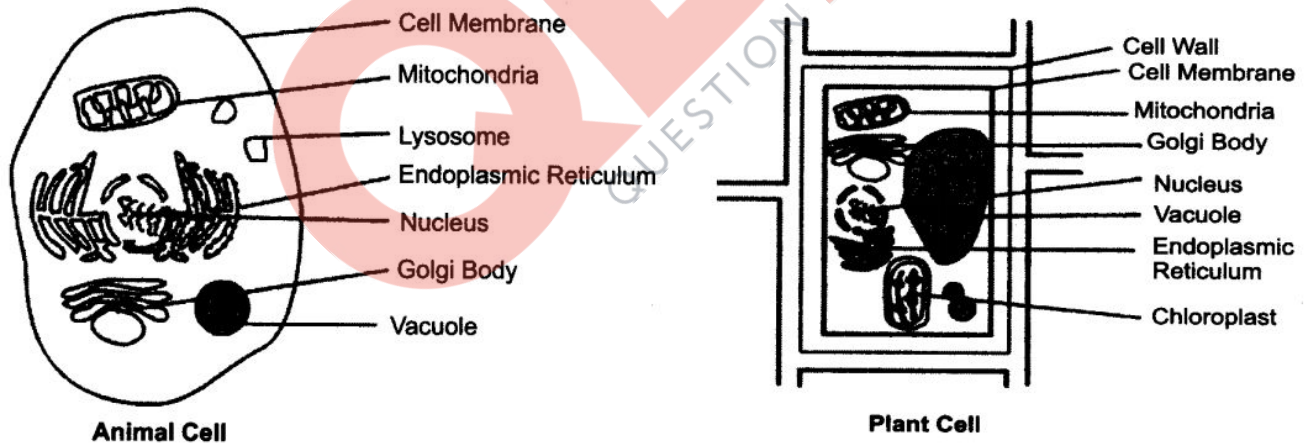 Cell Membrane
Mitochondria
Lysosome
Endoplasmic Reticulum
Nucleus
Golgi Body
Vacuole
Animal Cell
QUESTION
Cell Wall
Cell Membrane
Mitochondria
Golgi Body
Nucleus
Vacuole
Endoplasmic
Reticulum
Chloroplast
Plant Cell